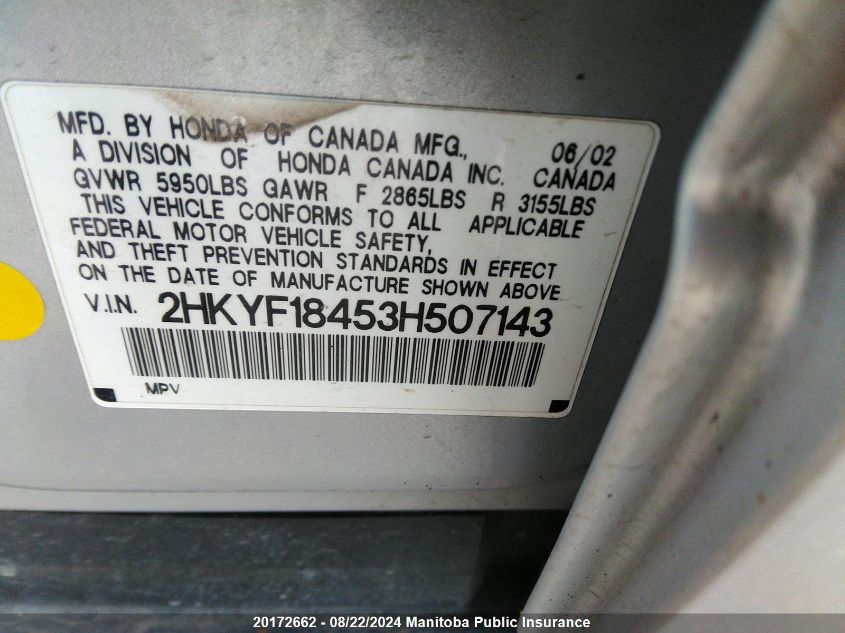 MFD. BY HONDA OF CANADA MFG., 06/02
A DIVISION OF HONDA CANADA INC. CANADA
GVWR 5950LBS GAWR F 2865LBS R 3155LBS
THIS VEHICLE CONFORMS TO ALL APPLICABLE
FEDERAL MOTOR VEHICLE SAFETY,
AND THEFT PREVENTION STANDARDS IN EFFECT
ON THE DATE OF MANUFACTURE SHOWN ABOVE
V.I.N. 2HKYF18453H507143
MPV
20172662 - 08/22/2024 Manitoba Public Insurance